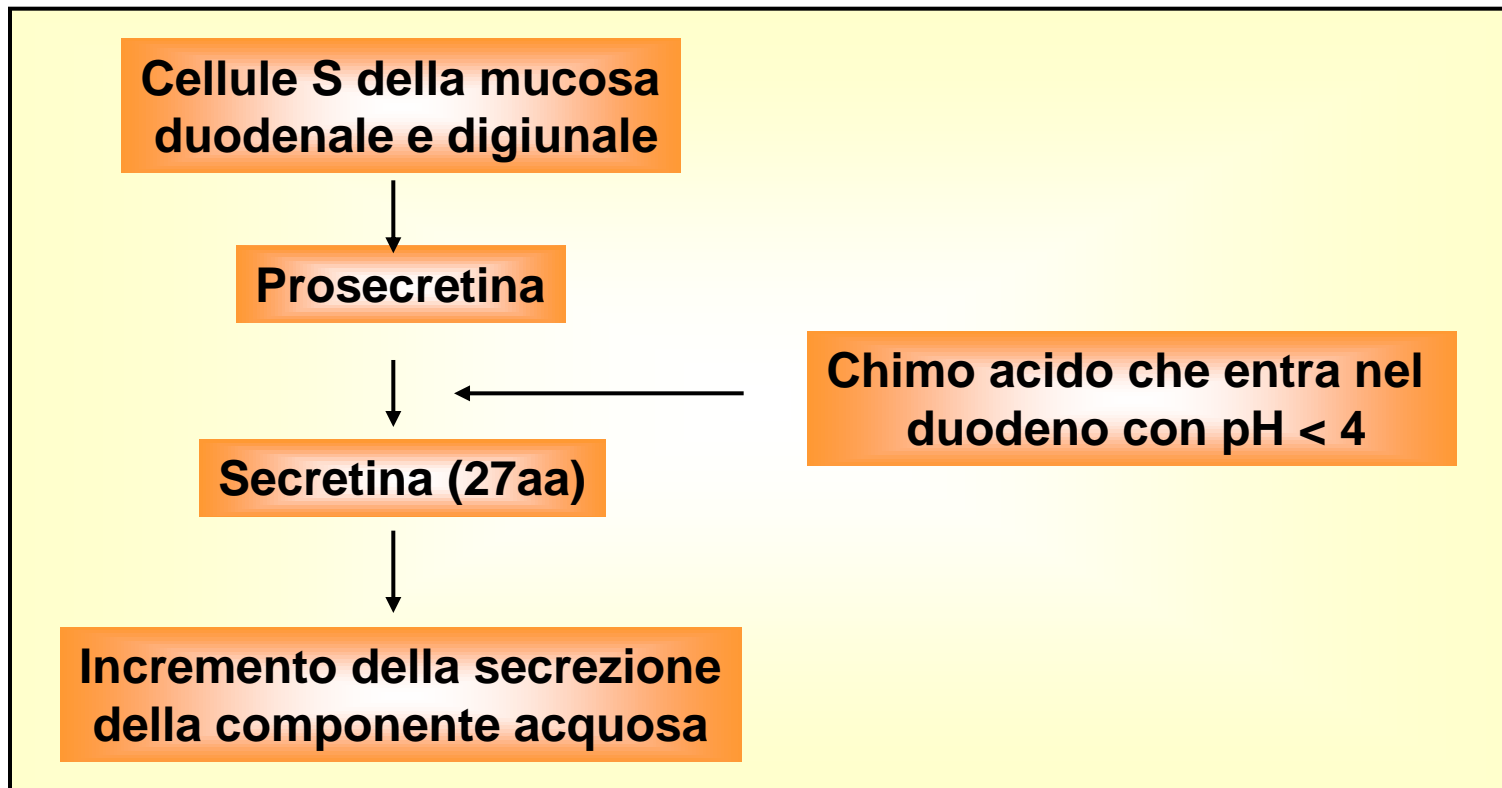 Cellule S della mucosa
duodenale e digiunale
Prosecretina
Chimo acido che entra nel
duodeno con pH < 4
Secretina (27aa)
Incremento della secrezione
della componente acquosa